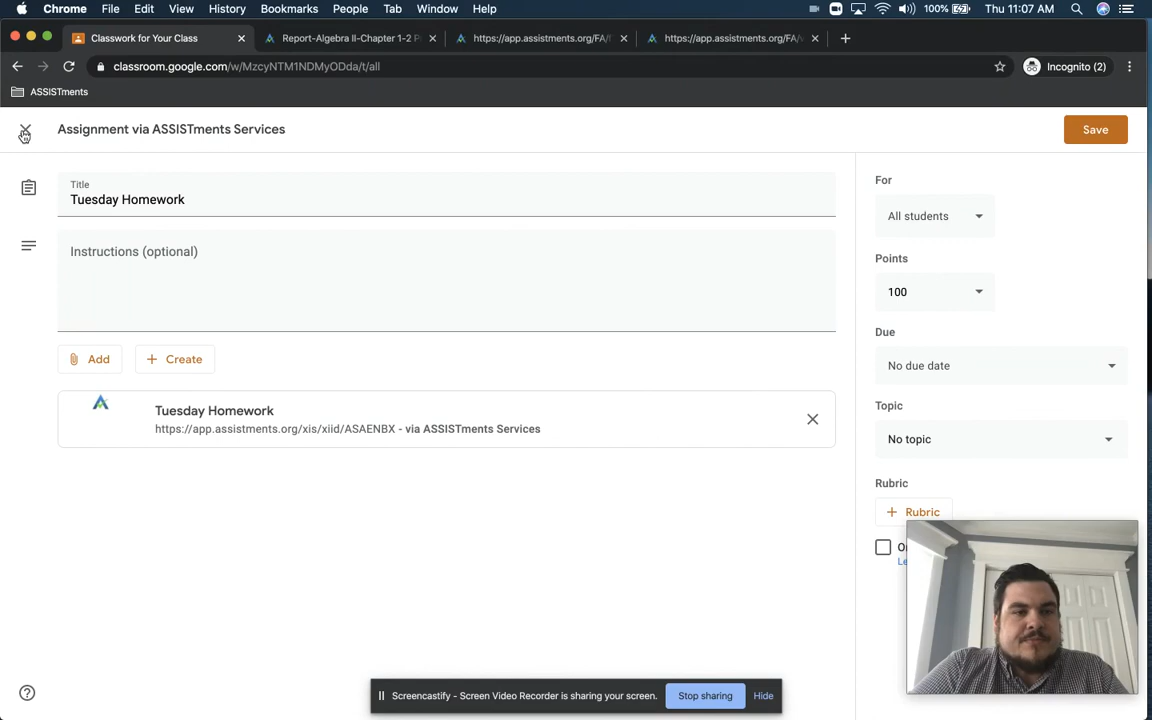 Chrome File Edit View History Bookmarks People Tab Window Help 100% Thu 11:07 AM
Classwork for Your Class
Report-Algebra II-Chapter 1-2 P
https://app.assistments.org/FA/
https://app.assistments.org/FA/
classroom.google.com/w/MzcyNTM1NDMyODda/t/all
Incognito (2)
ASSISTments
Assignment via ASSISTments Services
Save
Title
Tuesday Homework
Instructions (optional)
Add
Create
Tuesday Homework
https://app.assistments.org/xis/xiid/ASAENBX - via ASSISTments Services
For
All students
Points
100
Due
No due date
Topic
No topic
Rubric
Rubric
Screencastify - Screen Video Recorder is sharing your screen.
Stop sharing
Hide